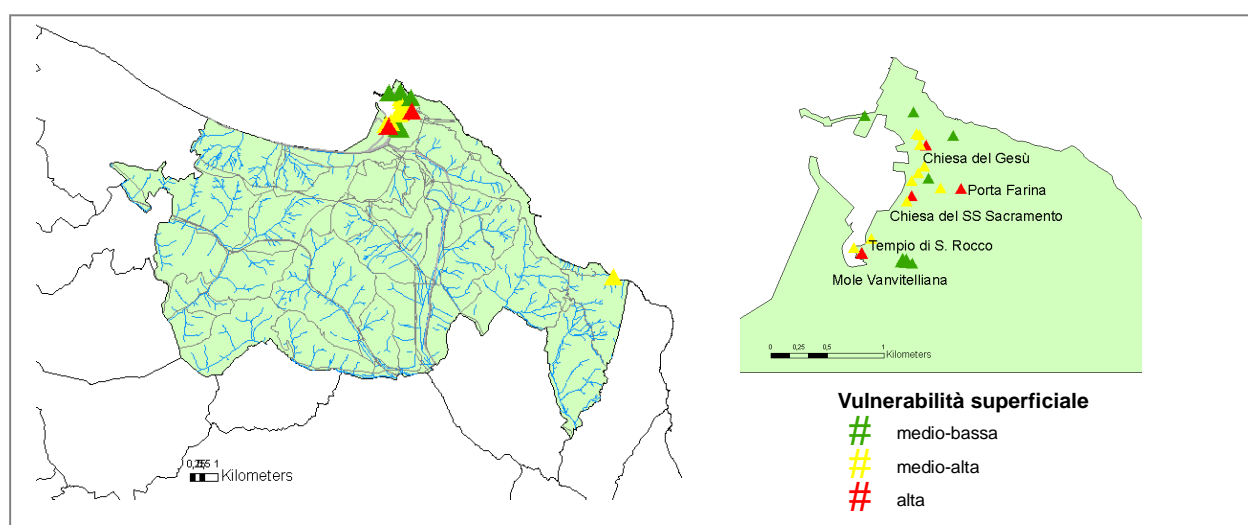 Chiesa del Gesù
Porta Farina
Chiesa del SS Sacramento
Tempio di S. Rocco
Mole Vanvitelliana
0 0,25 0,5 1
Kilometers
Kilometers
Vulnerabilità superficiale
# medio-bassa
# medio-alta
# alta